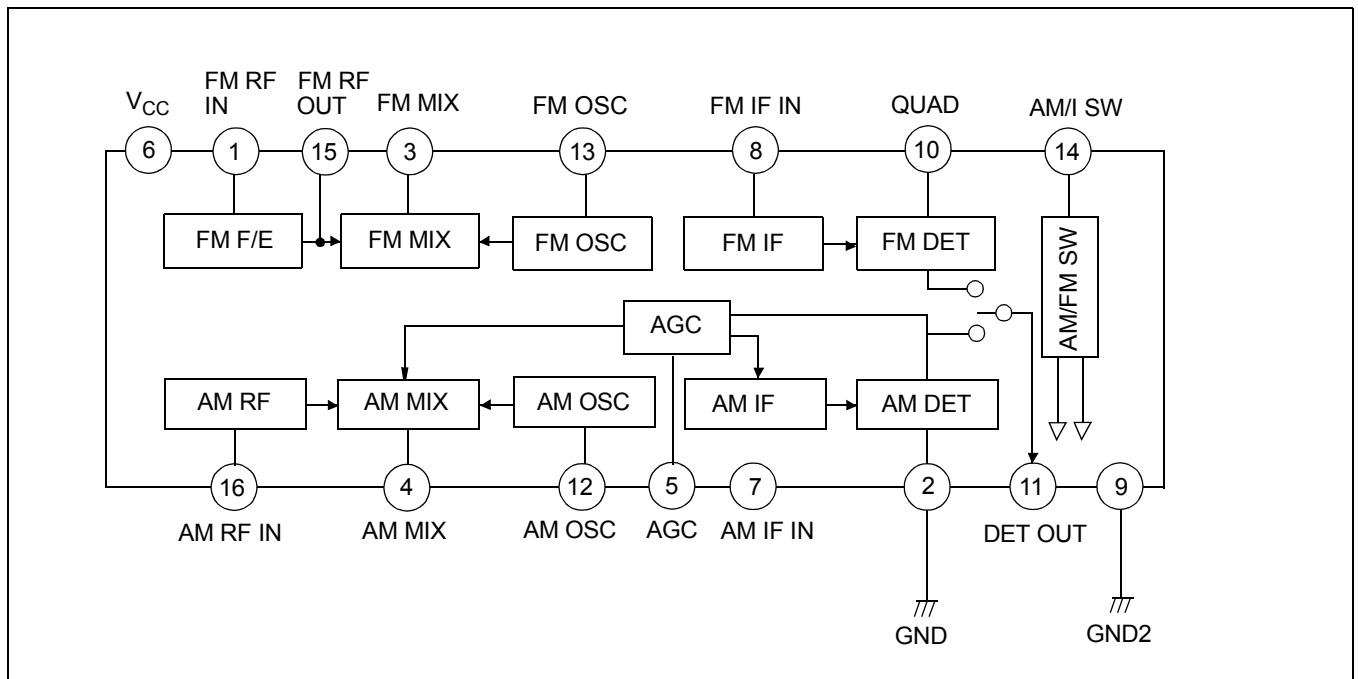 FM RF IN
FM RF OUT
V_CC
FM MIX
FM OSC
FM IF IN
QUAD
AM/I SW
6
1
15
3
13
8
10
14
FM F/E
FM MIX
FM OSC
FM IF
FM DET
AM/FM SW
AGC
AM RF
AM MIX
AM OSC
AM IF
AM DET
16
4
12
5
7
2
11
9
AM RF IN
AM MIX
AM OSC
AGC
AM IF IN
DET OUT
GND
GND2